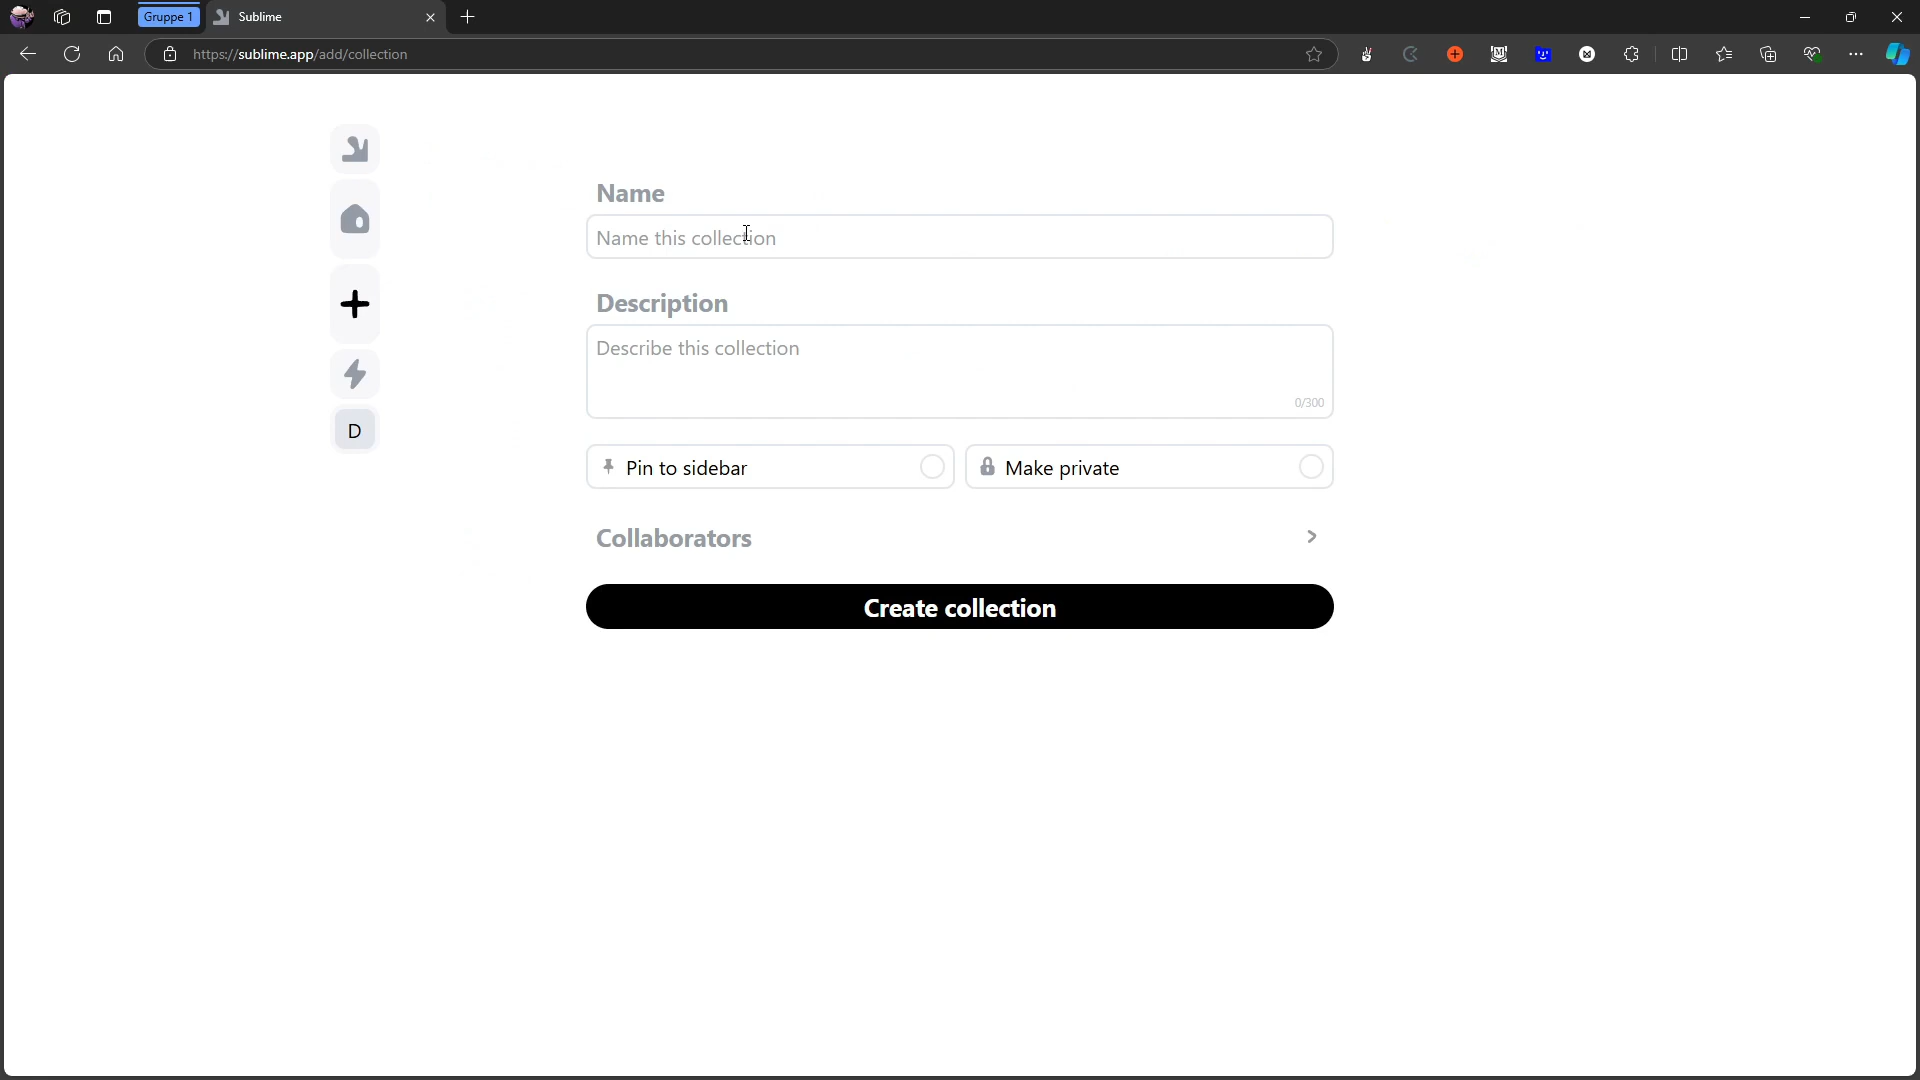 Gruppe 1
Sublime
https://sublime.app/add/collection
Name
Name this collection
Description
Describe this collection
0/300
Pin to sidebar
Make private
D
Collaborators
Create collection